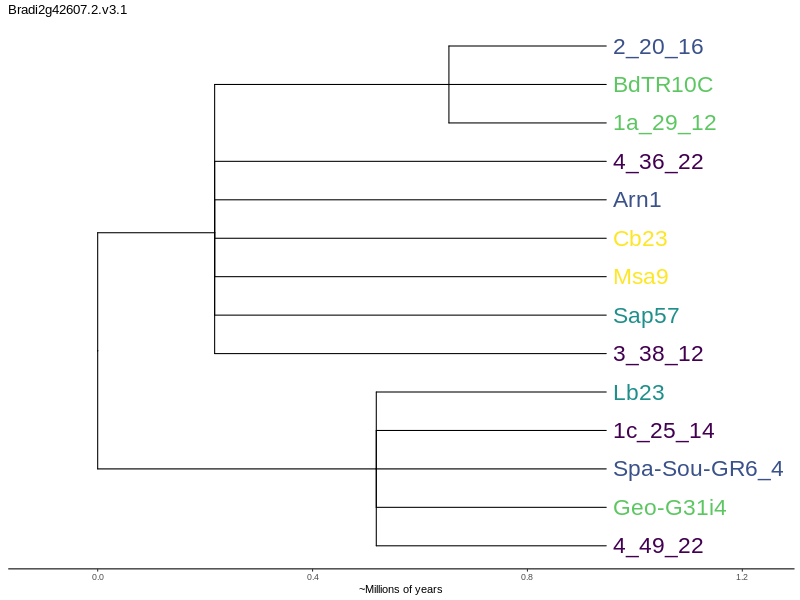 Bradi2g42607.2.v3.1
2_20_16
BdTR10C
1a_29_12
4_36_22
Arn1
Cb23
Msa9
Sap57
3_38_12
Lb23
1c_25_14
Spa-Sou-GR6_4
Geo-G31i4
4_49_22
0.0 0.4 0.8 1.2
~Millions of years